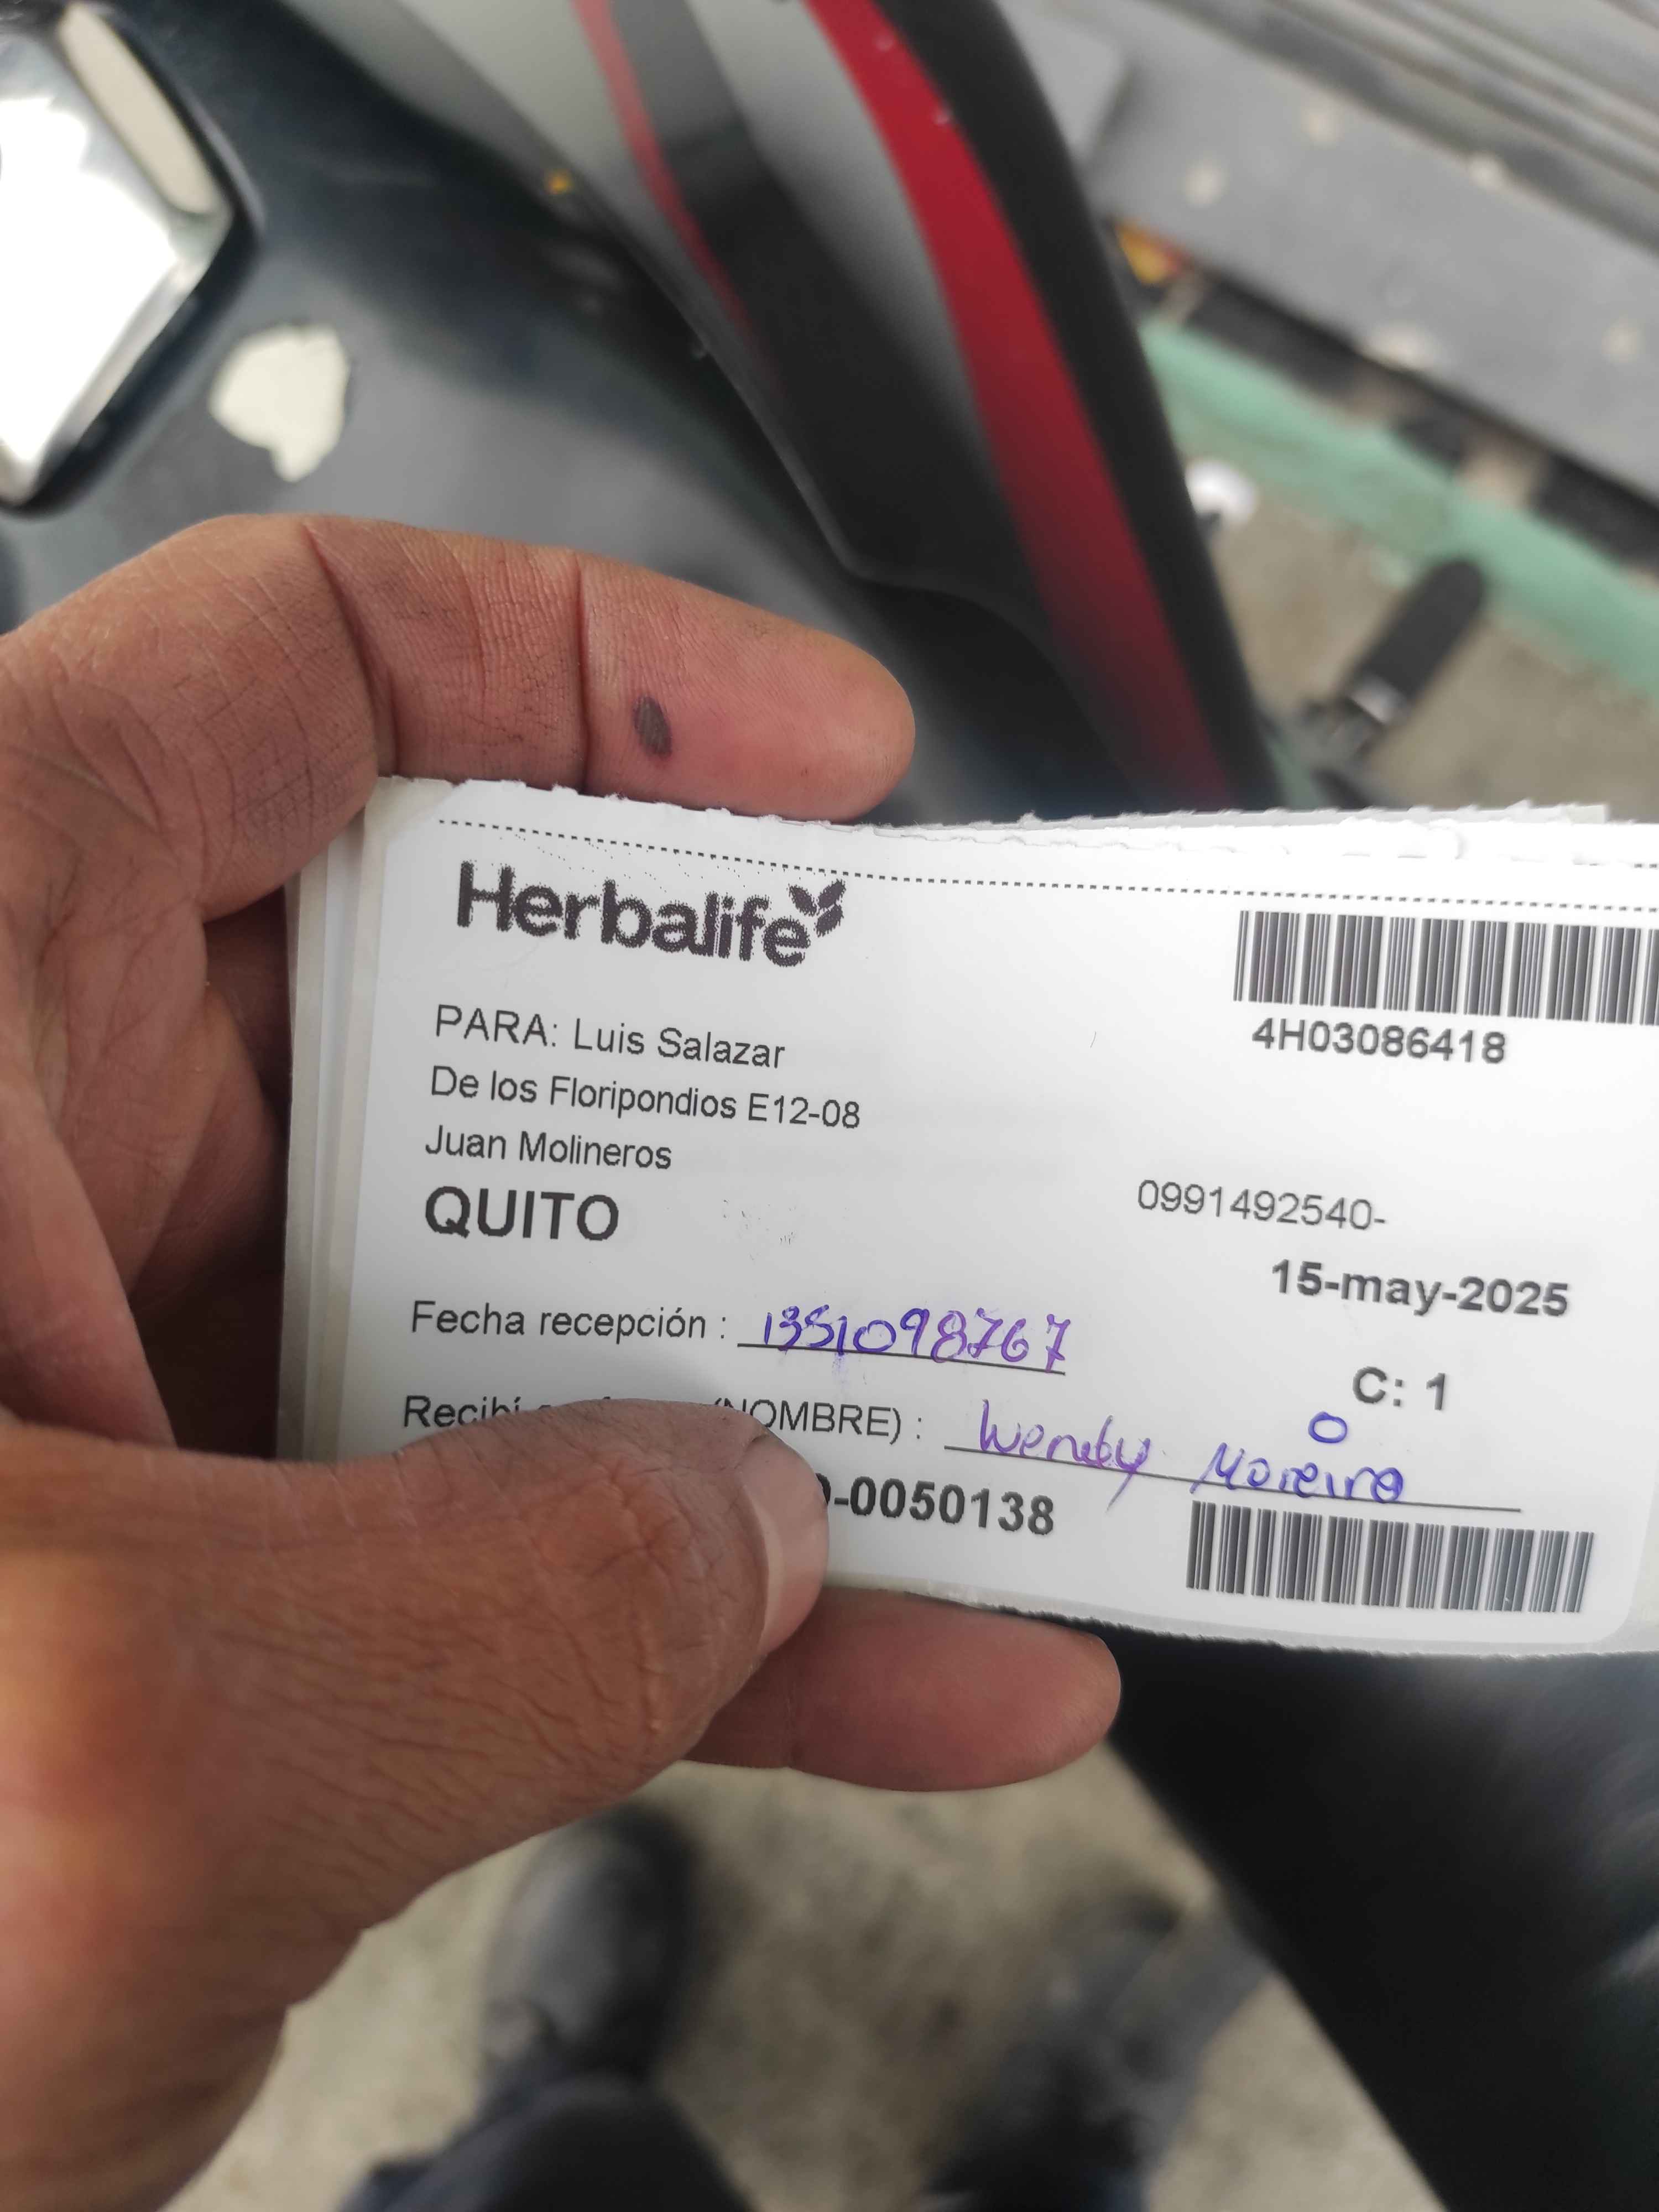 Herbalife
4H03086418
PARA: Luis Salazar
De los Floripondios E12-08
Juan Molineros
QUITO
0991492540-
15-may-2025
Fecha recepción : 1351098767
C: 1
Recibí (NOMBRE) : Wendy Moreira
-0050138